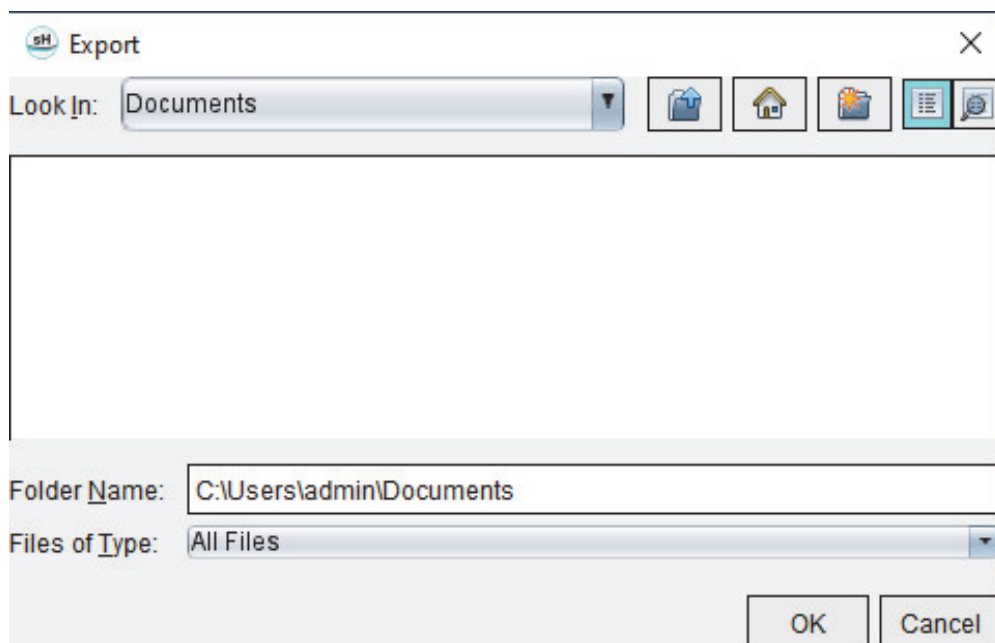 sH Export
Look In: Documents
Folder Name: C:\Users\admin\Documents
Files of Type: All Files
OK Cancel